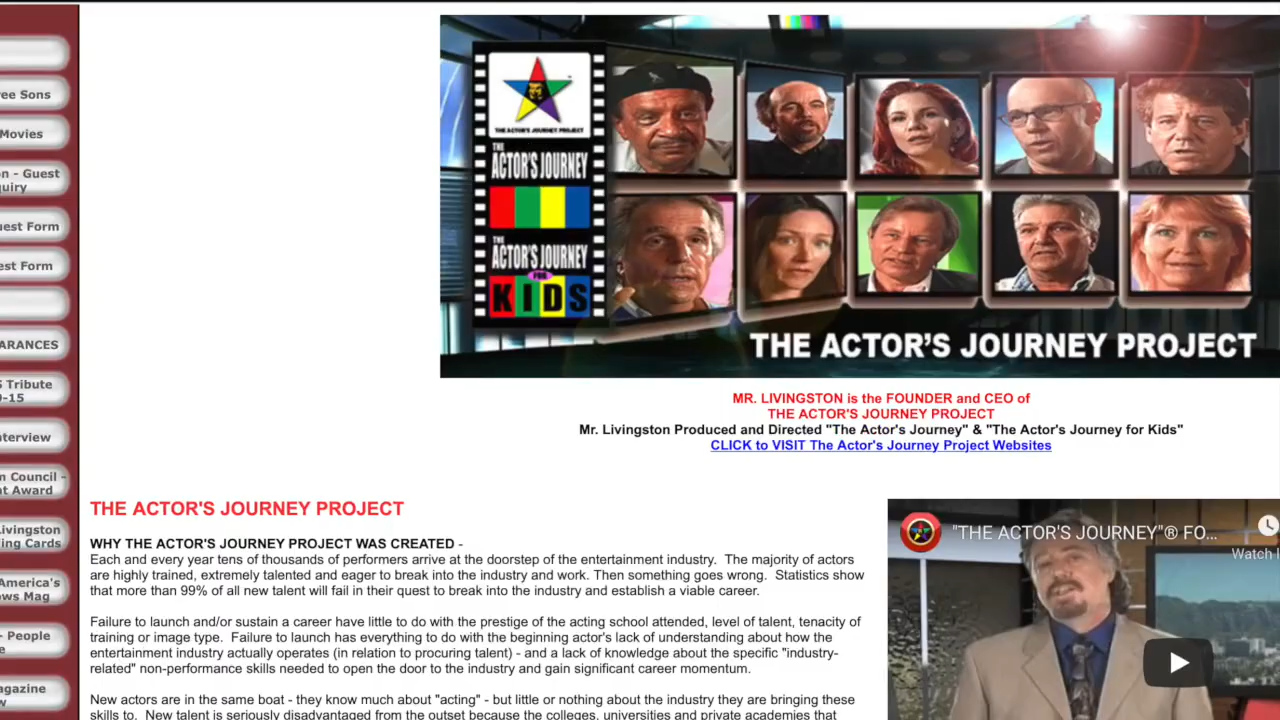 ee Sons
Movies
n - Guest
uiry
est Form
est Form
ARANCES
S Tribute
-15
terview
n Council -
t Award
ivingston
ing Cards
America's
ws Mag
- People
e
agazine
w
THE ACTOR'S JOURNEY PROJECT
THE
ACTOR'S JOURNEY
THE
ACTOR'S JOURNEY
FOR
KIDS
THE ACTOR'S JOURNEY PROJECT
MR. LIVINGSTON is the FOUNDER and CEO of
THE ACTOR'S JOURNEY PROJECT
Mr. Livingston Produced and Directed "The Actor's Journey" & "The Actor's Journey for Kids"
CLICK to VISIT The Actor's Journey Project Websites
THE ACTOR'S JOURNEY PROJECT
WHY THE ACTOR'S JOURNEY PROJECT WAS CREATED -
Each and every year tens of thousands of performers arrive at the doorstep of the entertainment industry. The majority of actors
are highly trained, extremely talented and eager to break into the industry and work. Then something goes wrong. Statistics show
that more than 99% of all new talent will fail in their quest to break into the industry and establish a viable career.
Failure to launch and/or sustain a career have little to do with the prestige of the acting school attended, level of talent, tenacity of
training or image type. Failure to launch has everything to do with the beginning actor's lack of understanding about how the
entertainment industry actually operates (in relation to procuring talent) - and a lack of knowledge about the specific "industry-
related" non-performance skills needed to open the door to the industry and gain significant career momentum.
New actors are in the same boat - they know much about "acting" - but little or nothing about the industry they are bringing these
skills to. New talent is seriously disadvantaged from the outset because the colleges, universities and private academies that
"THE ACTOR'S JOURNEY"® FO...
Watch l